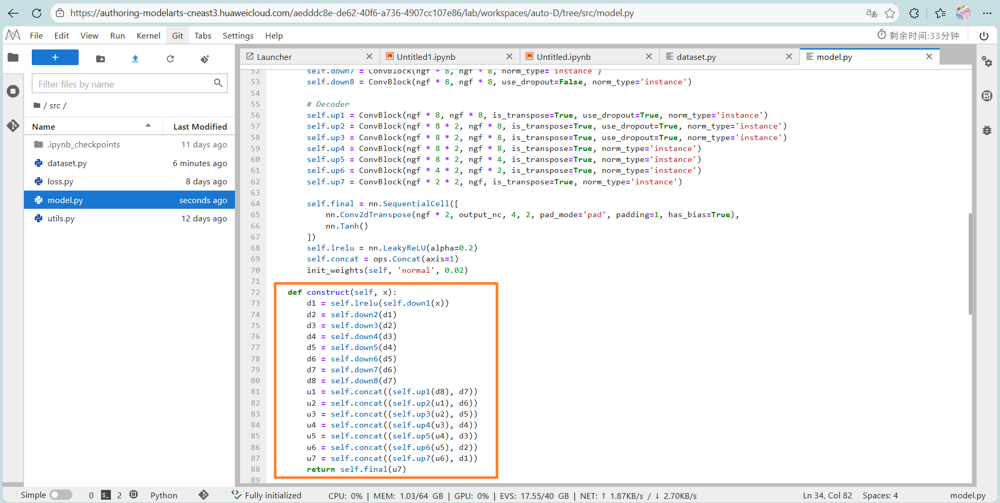 https://authoring-modelarts-cneast3.huaweicloud.com/aedddc8e-de62-40f6-a736-4907cc107e86/lab/workspaces/auto-D/tree/src/model.py
File Edit View Run Kernel Git Tabs Settings Help 剩余时间:33分钟
Launcher Untitled1.ipynb Untitled.ipynb dataset.py model.py
Filter files by name
/ src /
Name Last Modified
.ipynb_checkpoints 11 days ago
dataset.py 6 minutes ago
loss.py 8 days ago
model.py seconds ago
utils.py 12 days ago
52 self.down7 = ConvBlock(ngf * 8, ngf * 8, norm_type='instance')
53 self.down8 = ConvBlock(ngf * 8, ngf * 8, use_dropout=False, norm_type='instance')
54
55 # Decoder
56 self.up1 = ConvBlock(ngf * 8, ngf * 8, is_transpose=True, use_dropout=True, norm_type='instance')
57 self.up2 = ConvBlock(ngf * 8 * 2, ngf * 8, is_transpose=True, use_dropout=True, norm_type='instance')
58 self.up3 = ConvBlock(ngf * 8 * 2, ngf * 8, is_transpose=True, use_dropout=True, norm_type='instance')
59 self.up4 = ConvBlock(ngf * 8 * 2, ngf * 8, is_transpose=True, norm_type='instance')
60 self.up5 = ConvBlock(ngf * 8 * 2, ngf * 4, is_transpose=True, norm_type='instance')
61 self.up6 = ConvBlock(ngf * 4 * 2, ngf * 2, is_transpose=True, norm_type='instance')
62 self.up7 = ConvBlock(ngf * 2 * 2, ngf, is_transpose=True, norm_type='instance')
63
64 self.final = nn.SequentialCell([
65 nn.Conv2dTranspose(ngf * 2, output_nc, 4, 2, pad_mode='pad', padding=1, has_bias=True),
66 nn.Tanh()
67 ])
68 self.lrelu = nn.LeakyReLU(alpha=0.2)
69 self.concat = ops.Concat(axis=1)
70 init_weights(self, 'normal', 0.02)
71
72 def construct(self, x):
73 d1 = self.lrelu(self.down1(x))
74 d2 = self.down2(d1)
75 d3 = self.down3(d2)
76 d4 = self.down4(d3)
77 d5 = self.down5(d4)
78 d6 = self.down6(d5)
79 d7 = self.down7(d6)
80 d8 = self.down8(d7)
81 u1 = self.concat((self.up1(d8), d7))
82 u2 = self.concat((self.up2(u1), d6))
83 u3 = self.concat((self.up3(u2), d5))
84 u4 = self.concat((self.up4(u3), d4))
85 u5 = self.concat((self.up5(u4), d3))
86 u6 = self.concat((self.up6(u5), d2))
87 u7 = self.concat((self.up7(u6), d1))
88 return self.final(u7)
89
Simple 0 2 Python Fully initialized CPU: 0% | MEM: 1.03/64 GB | GPU: 0% | EVS: 17.55/40 GB | NET: ↑ 1.87KB/s / ↓ 2.70KB/s Ln 34, Col 82 Spaces: 4 model.py